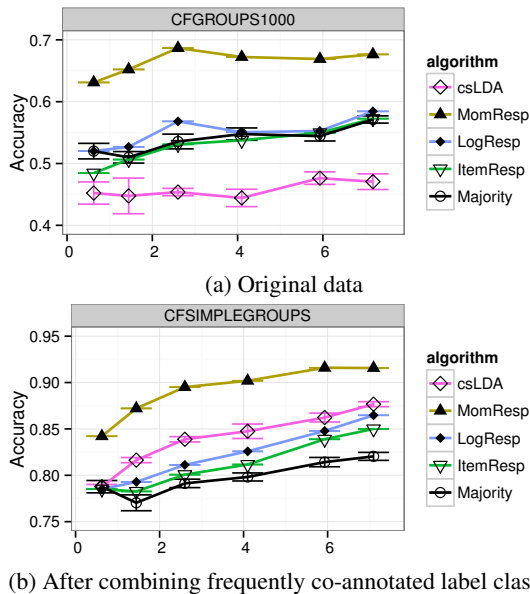 CFGROUPS1000
0.7
0.6
0.5
0.4
Accuracy
0 2 4 6
algorithm
csLDA
MomResp
LogResp
ItemResp
Majority
(a) Original data
CFSIMPLEGROUPS
0.95
0.90
0.85
0.80
0.75
Accuracy
0 2 4 6
algorithm
csLDA
MomResp
LogResp
ItemResp
Majority
(b) After combining frequently co-annotated label clas